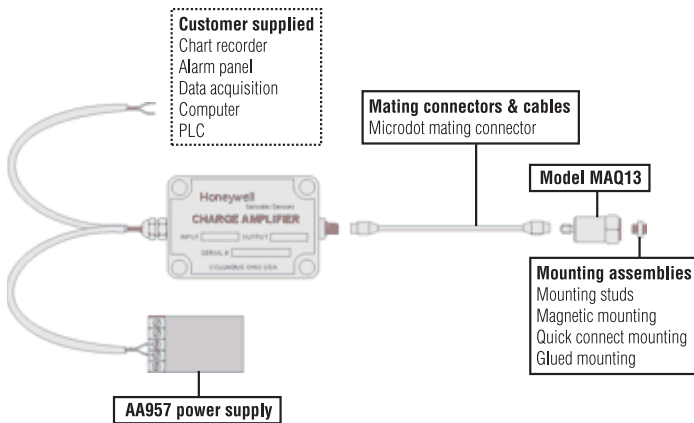 Customer supplied
Chart recorder
Alarm panel
Data acquisition
Computer
PLC
Mating connectors & cables
Microdot mating connector
Model MAQ13
Honeywell
Sensotec Sensors
CHARGE AMPLIFIER
INPUT OUTPUT
SERIAL #
COLUMBUS OHIO USA
Mounting assemblies
Mounting studs
Magnetic mounting
Quick connect mounting
Glued mounting
AA957 power supply